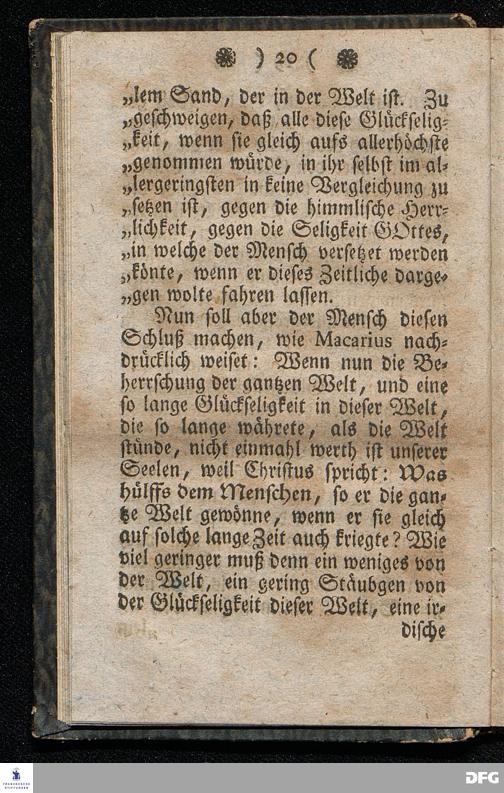 ❁ ) 20 ( ❁
„lem Sand, der in der Welt ist. Zu
„geschweigen, daß alle diese Glückselig-
„keit, wenn sie gleich aufs allerhöchste
„genommen würde, in ihr selbst im al-
„lergeringsten in keine Vergleichung zu
„setzen ist, gegen die himmlische Herr-
„lichkeit, gegen die Seligkeit GOttes,
„in welche der Mensch versetzet werden
„könte, wenn er dieses Zeitliche darge-
„gen wolte fahren lassen.
Nun soll aber der Mensch diesen
Schluß machen, wie Macarius nach-
drücklich weiset: Wenn nun die Be-
herrschung der gantzen Welt, und eine
so lange Glückseligkeit in dieser Welt,
die so lange währete, als die Welt
stünde, nicht einmahl werth ist unserer
Seelen, weil Christus spricht: Was
hülffs dem Menschen, so er die gan-
tze Welt gewönne, wenn er sie gleich
auf solche lange Zeit auch kriegte? Wie
viel geringer muß denn ein weniges von
der Welt, ein gering Stäubgen von
der Glückseligkeit dieser Welt, eine ir-
dische
FRANCKESCHE
STIFTUNGEN
DFG